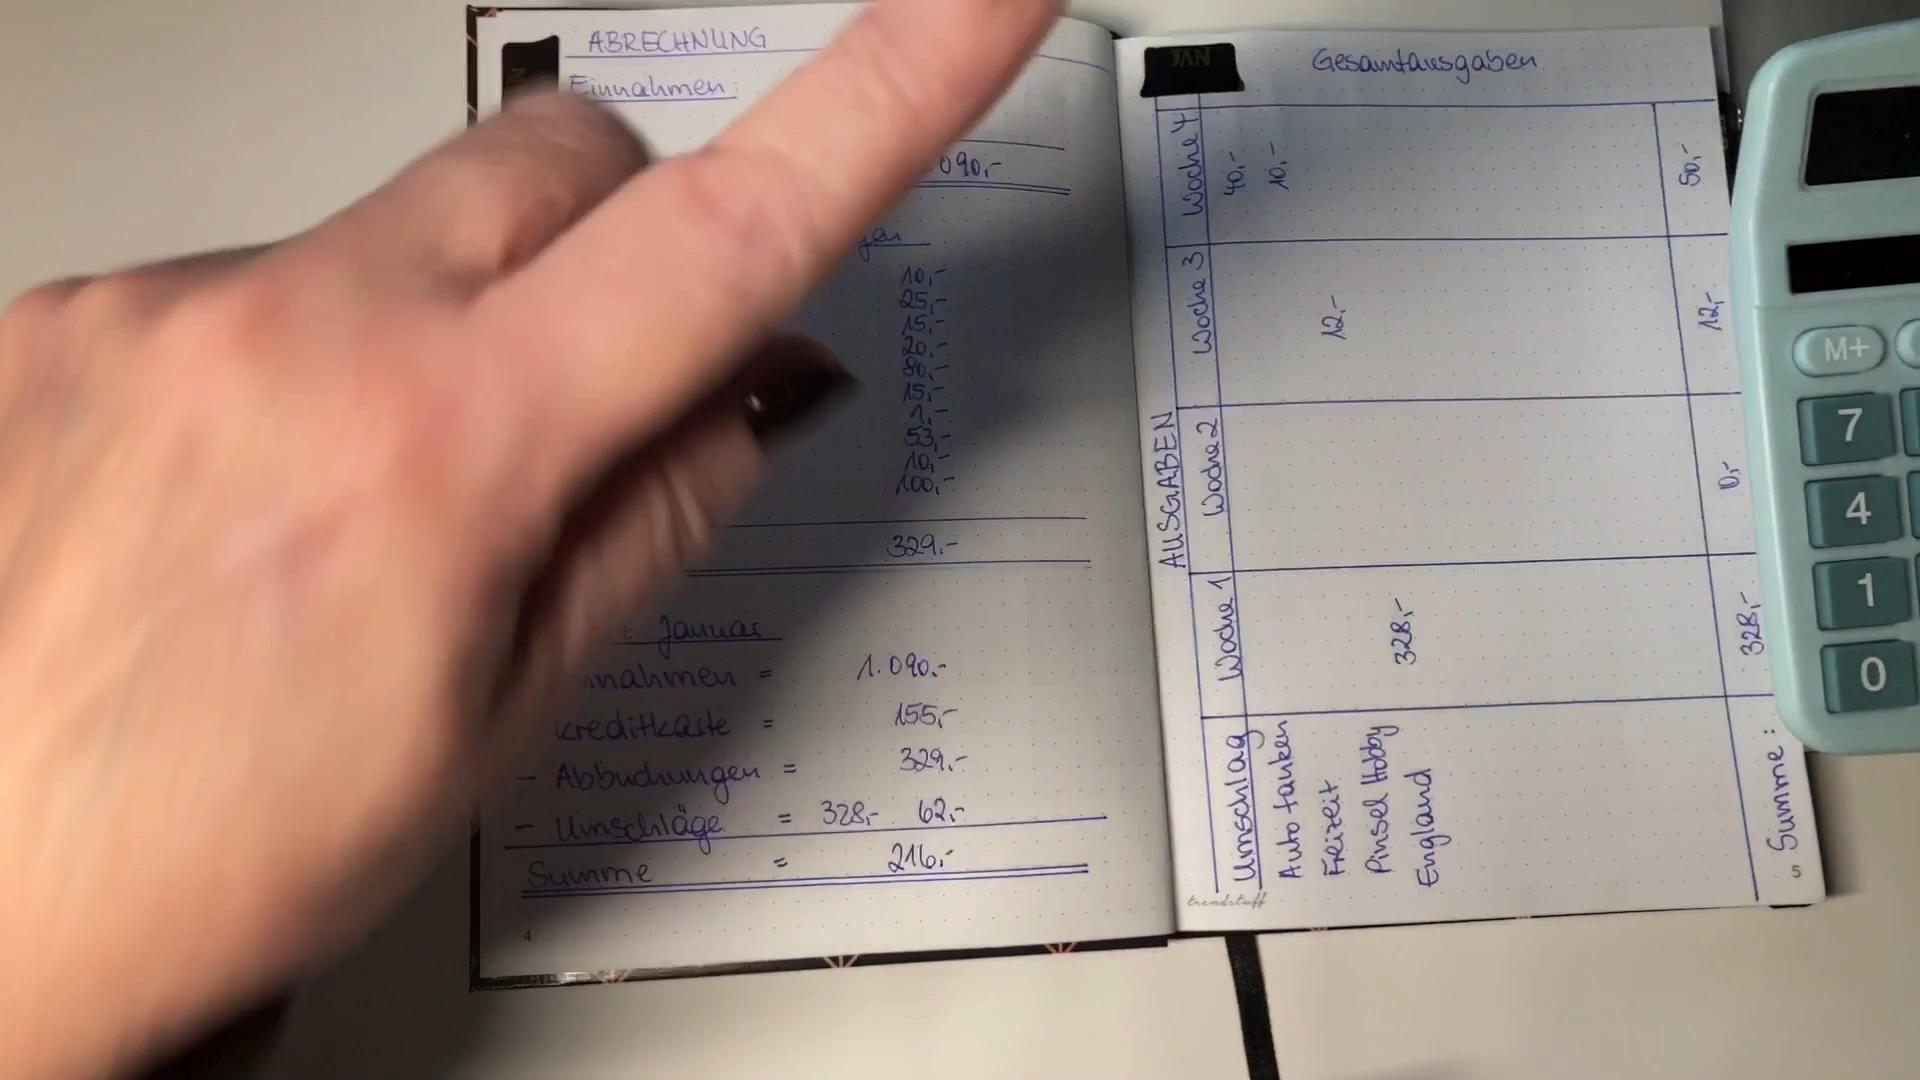 ABRECHNUNG
Einnahmen:
090,-
gen
10,-
25,-
15,-
20,-
80,-
15,-
1,-
53,-
10,-
100,-
329,-
Januar
nnahmen = 1.090,-
Kreditkarte = 155,-
- Abbuchungen = 329,-
- Umschläge = 328,- 62,-
Summe = 216,-
4
JAN
Gesamtausgaben
AUSGABEN
Umschlag Woche 1 Woche 2 Woche 3 Woche 4
Auto tanken 40,-
Freizeit 10,-
Pinsel Hobby 12,-
England 328,-
Summe: 328,- 0,- 12,- 50,-
trendstuff
5
M+
7
4
1
0